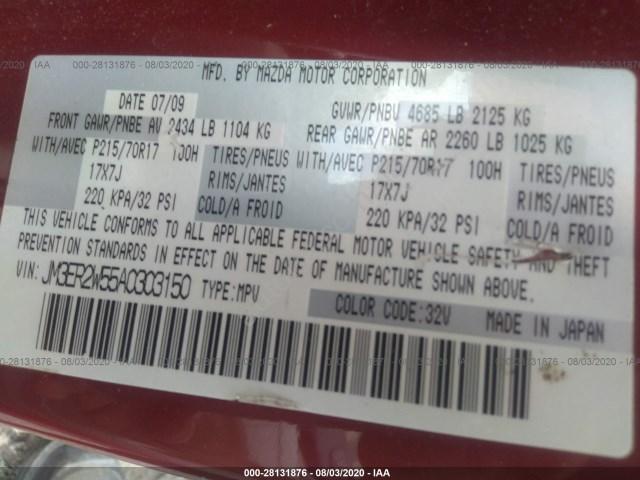 000-28131876 - 08/03/2020 - IAA
MFD. BY MAZDA MOTOR CORPORATION
DATE 07/09
GVWR/PNBV 4685 LB 2125 KG
FRONT GAWR/PNBE AV 2434 LB 1104 KG
REAR GAWR/PNBE AR 2260 LB 1025 KG
WITH/AVEC P215/70R17 100H TIRES/PNEUS WITH/AVEC P215/70R17 100H TIRES/PNEUS
17X7J RIMS/JANTES 17X7J RIMS/JANTES
220 KPA/32 PSI COLD/A FROID 220 KPA/32 PSI COLD/A FROID
THIS VEHICLE CONFORMS TO ALL APPLICABLE FEDERAL MOTOR VEHICLE SAFETY AND THEFT
PREVENTION STANDARDS IN EFFECT ON THE DATE OF MANUFACTURE SHOWN ABOVE.
VIN: JM3ER2W55A0303150 TYPE:MPV
COLOR CODE:32V MADE IN JAPAN
000-28131876 - 08/03/2020 - IAA